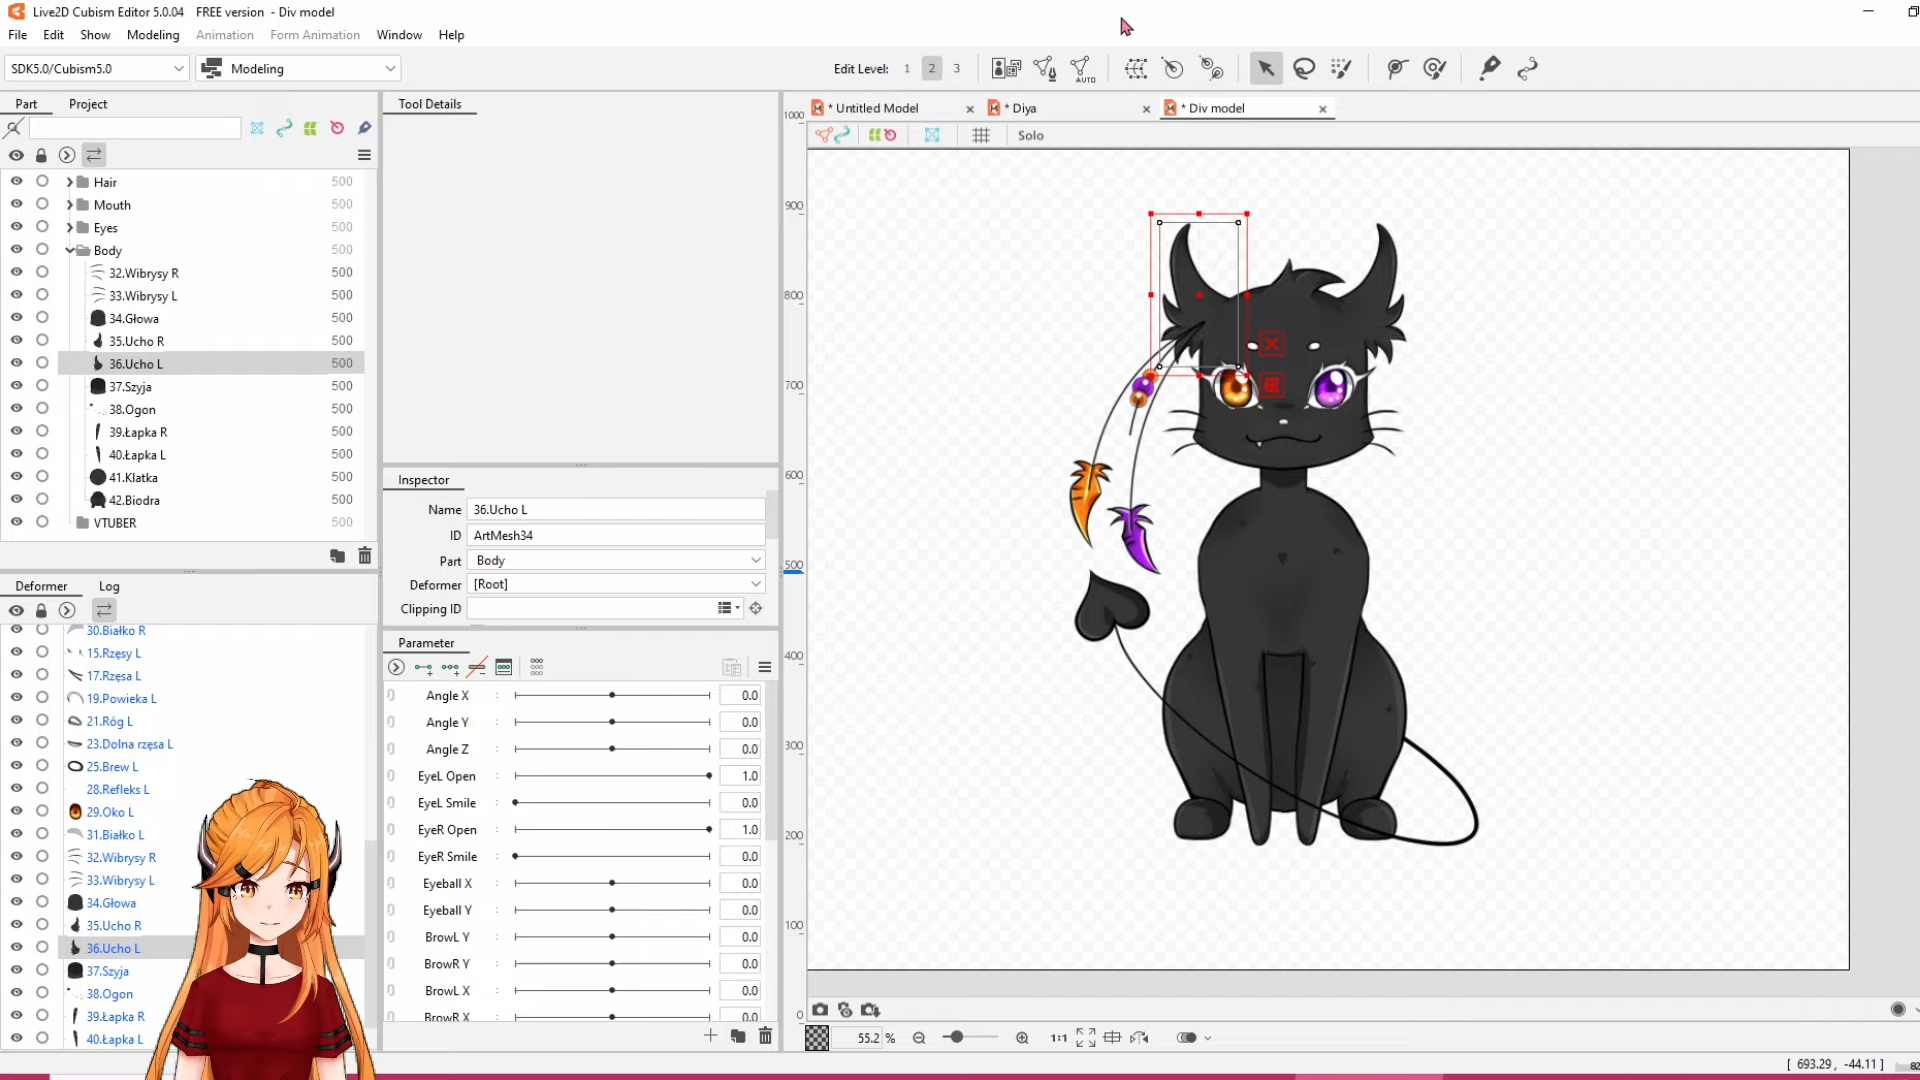 Live2D Cubism Editor 5.0.04 FREE version - Div model
File Edit Show Modeling Animation Form Animation Window Help
SDK5.0/Cubism5.0 Modeling Edit Level: 1 2 3 AUTO
Part Project
Tool Details
* Untitled Model * Diya * Div model
Solo
Hair 500
Mouth 500
Eyes 500
Body 500
32.Wibrysy R 500
33.Wibrysy L 500
34.Głowa 500
35.Ucho R 500
36.Ucho L 500
37.Szyja 500
38.Ogon 500
39.Łapka R 500
40.Łapka L 500
41.Klatka 500
42.Biodra 500
VTUBER 500
Deformer Log
30.Białko R
15.Rzęsy L
17.Rzęsa L
19.Powieka L
21.Róg L
23.Dolna rzęsa L
25.Brew L
28.Refleks L
29.Oko L
31.Białko L
32.Wibrysy R
33.Wibrysy L
34.Głowa
35.Ucho R
36.Ucho L
37.Szyja
38.Ogon
39.Łapka R
40.Łapka L
Inspector
Name 36.Ucho L
ID ArtMesh34
Part Body
Deformer [Root]
Clipping ID
Parameter
Angle X : 0.0
Angle Y : 0.0
Angle Z : 0.0
EyeL Open : 1.0
EyeL Smile : 0.0
EyeR Open : 1.0
EyeR Smile : 0.0
Eyeball X : 0.0
Eyeball Y : 0.0
BrowL Y : 0.0
BrowR Y : 0.0
BrowL X : 0.0
BrowR X : 0.0
1000
900
800
700
600
500
400
300
200
100
0
55.2 % 1:1
[ 693.29, -44.11 ]